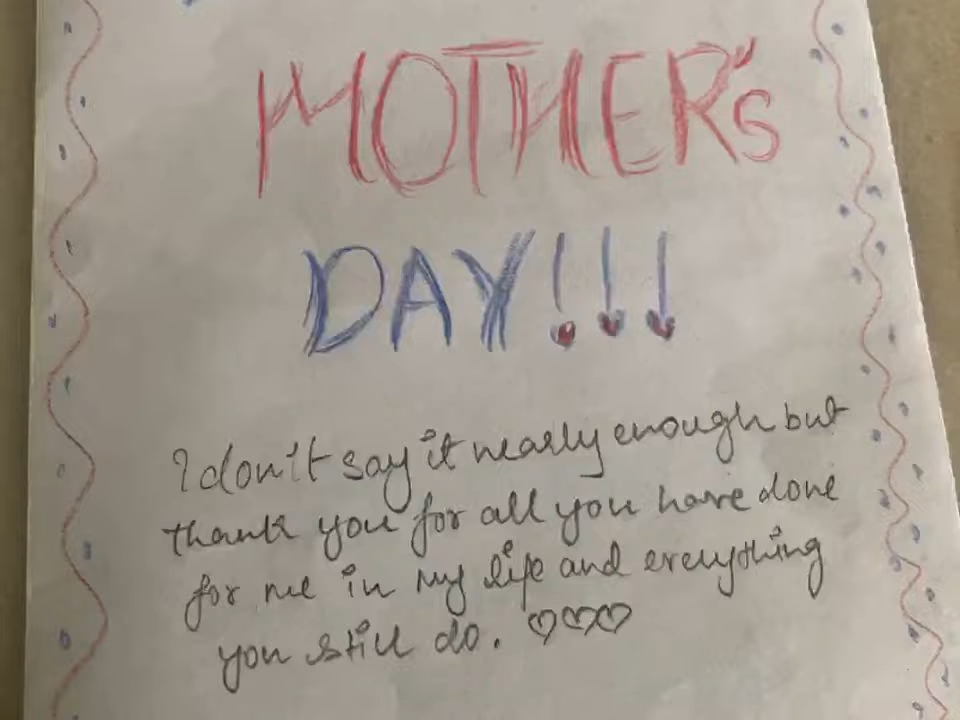 MOTHER's
DAY!!!
I don't say it nearly enough but
thank you for all you have done
for me in my life and everything
you still do. ♡♡♡